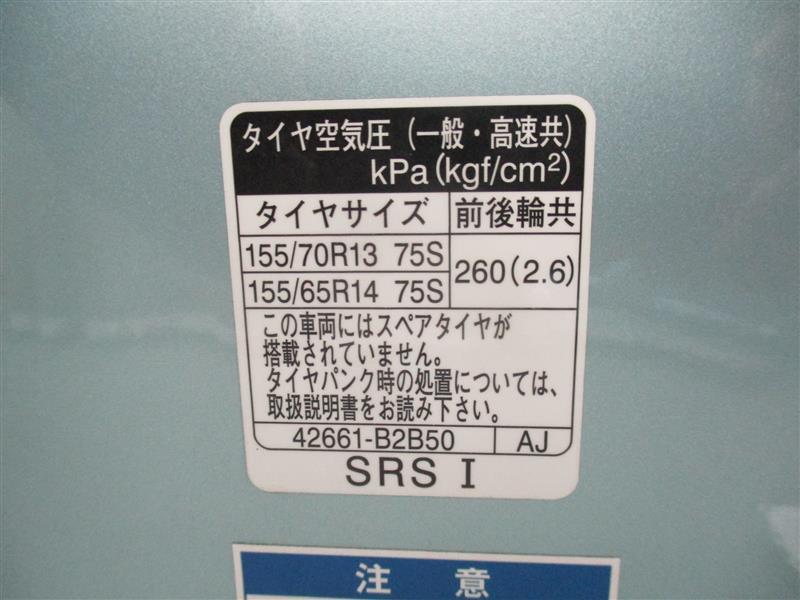 タイヤ空気圧(一般・高速共)
kPa(kgf/cm²)
タイヤサイズ 前後輪共
155/70R13 75S
260(2.6)
155/65R14 75S
この車両にはスペアタイヤが
搭載されていません。
タイヤパンク時の処置については、
取扱説明書をお読み下さい。
42661-B2B50 AJ
SRS I
注意